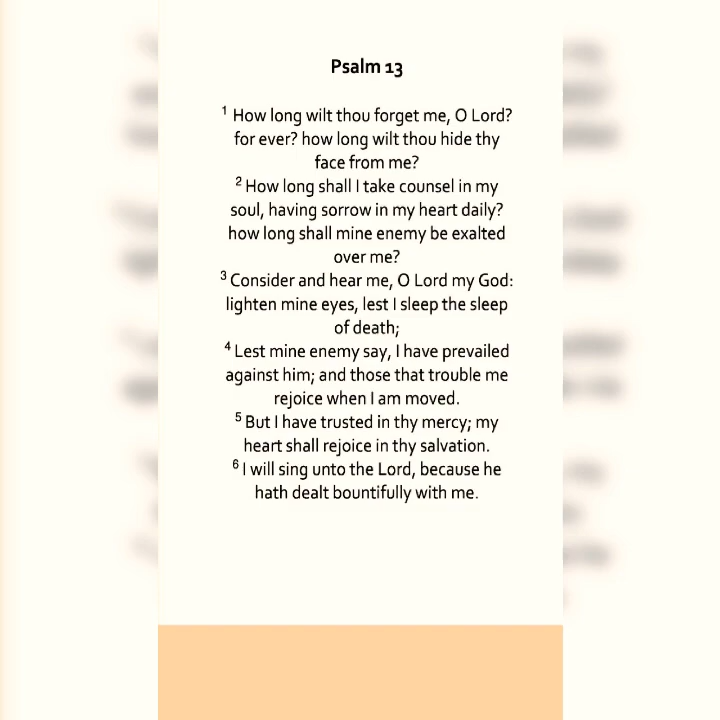 Psalm 13
1 How long wilt thou forget me, O Lord?
for ever? how long wilt thou hide thy
face from me?
2 How long shall I take counsel in my
soul, having sorrow in my heart daily?
how long shall mine enemy be exalted
over me?
3 Consider and hear me, O Lord my God:
lighten mine eyes, lest I sleep the sleep
of death;
4 Lest mine enemy say, I have prevailed
against him; and those that trouble me
rejoice when I am moved.
5 But I have trusted in thy mercy; my
heart shall rejoice in thy salvation.
6 I will sing unto the Lord, because he
hath dealt bountifully with me.